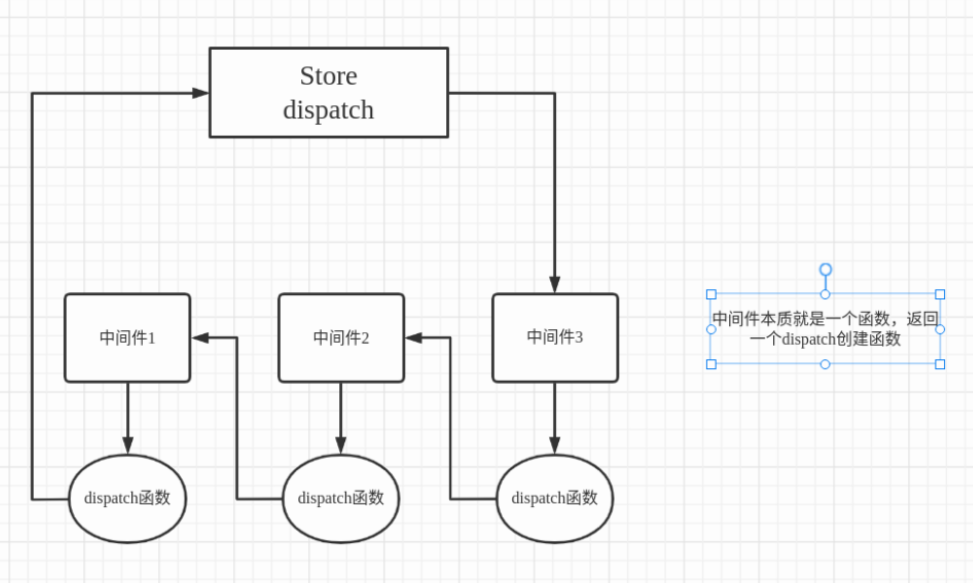 Store
dispatch
中间件1
中间件2
中间件3
中间件本质就是一个函数，返回
一个dispatch创建函数
dispatch函数
dispatch函数
dispatch函数